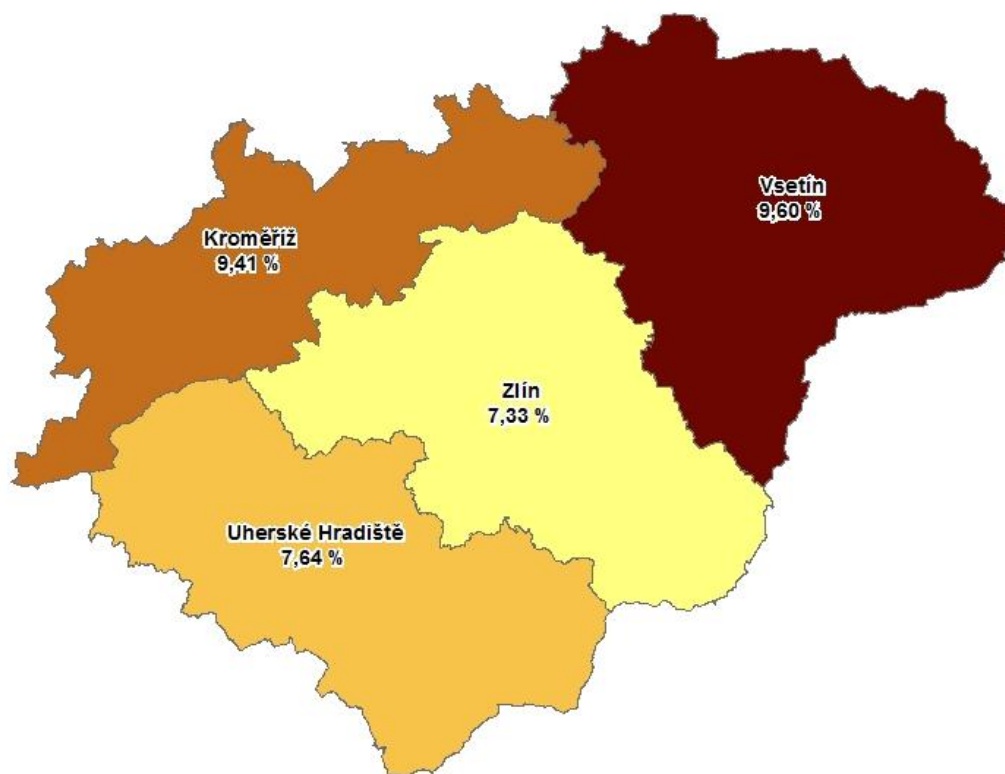 Vsetín
9,60 %
Kroměříž
9,41 %
Zlín
7,33 %
Uherské Hradiště
7,64 %